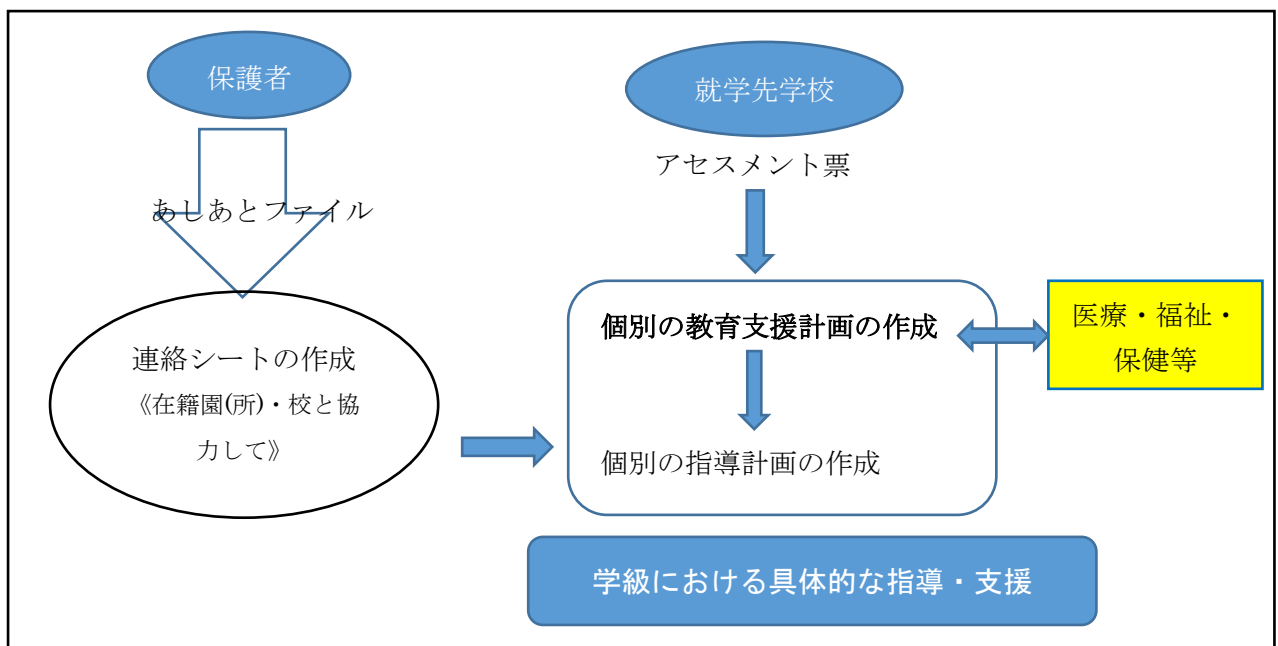 保護者
就学先学校
アセスメント票
あしあとファイル
個別の教育支援計画の作成
医療・福祉・
保健等
連絡シートの作成
《在籍園(所)・校と協
力して》
個別の指導計画の作成
学級における具体的な指導・支援